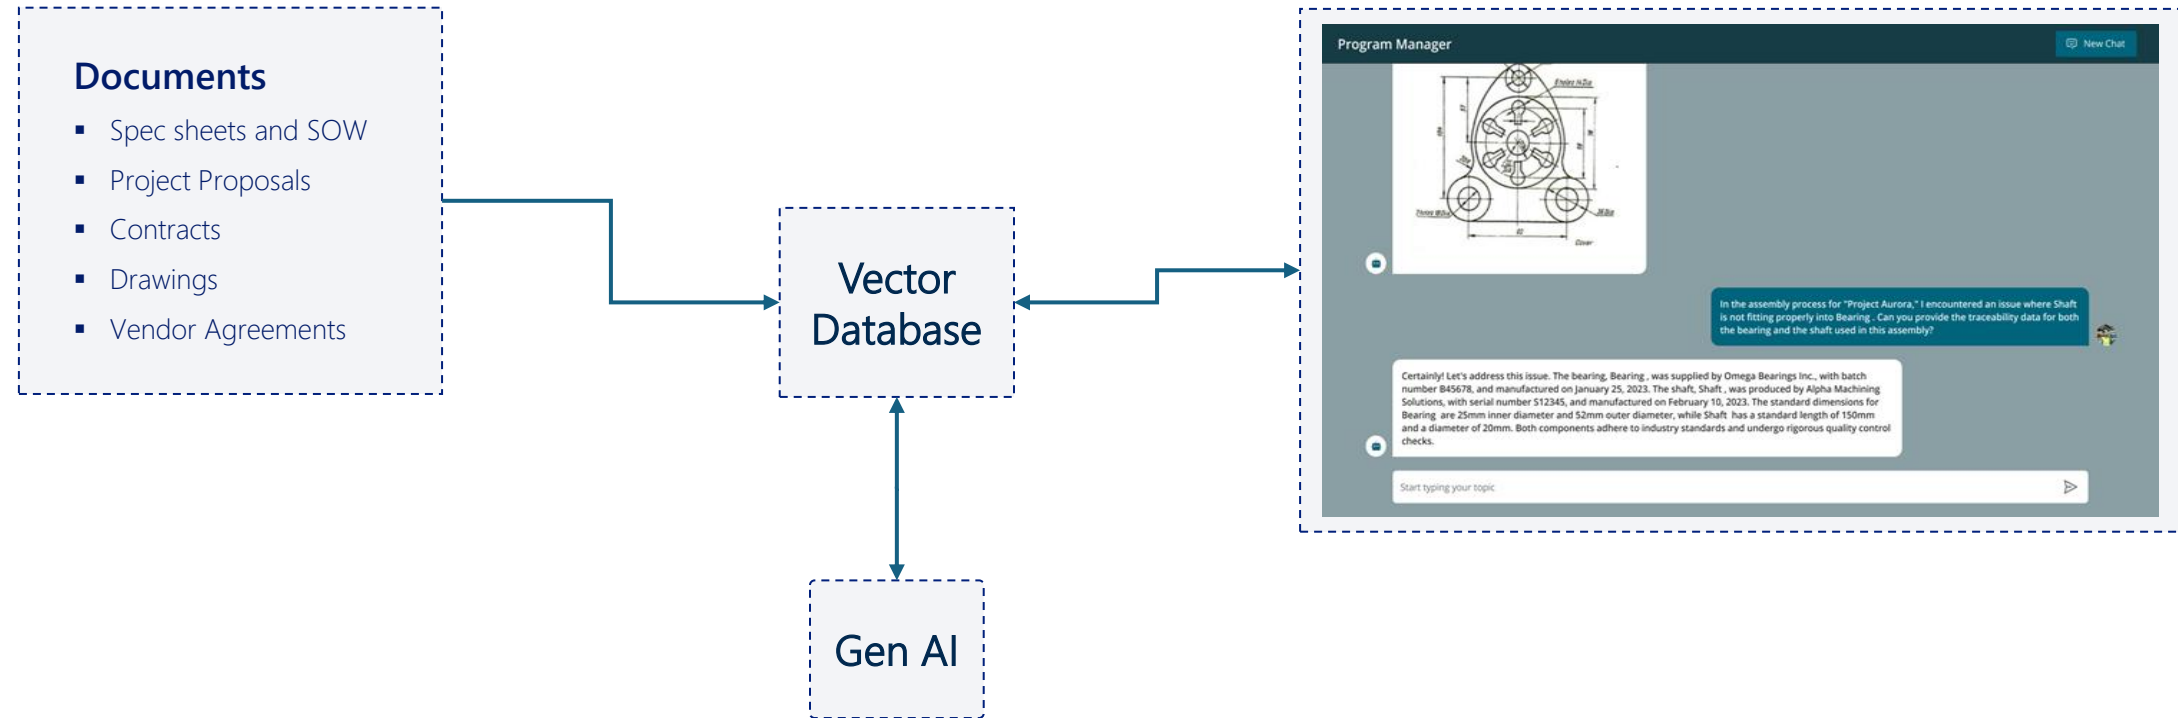 Documents
▪ Spec sheets and SOW
▪ Project Proposals
▪ Contracts
▪ Drawings
▪ Vendor Agreements
Vector
Database
Gen AI
Program Manager
New Chat
62
Cover
In the assembly process for "Project Aurora," I encountered an issue where Shaft
is not fitting properly into Bearing . Can you provide the traceability data for both
the bearing and the shaft used in this assembly?
Certainly! Let's address this issue. The bearing, Bearing , was supplied by Omega Bearings Inc., with batch
number B45678, and manufactured on January 25, 2023. The shaft, Shaft , was produced by Alpha Machining
Solutions, with serial number S12345, and manufactured on February 10, 2023. The standard dimensions for
Bearing are 25mm inner diameter and 52mm outer diameter, while Shaft has a standard length of 150mm
and a diameter of 20mm. Both components adhere to industry standards and undergo rigorous quality control
checks.
Start typing your topic